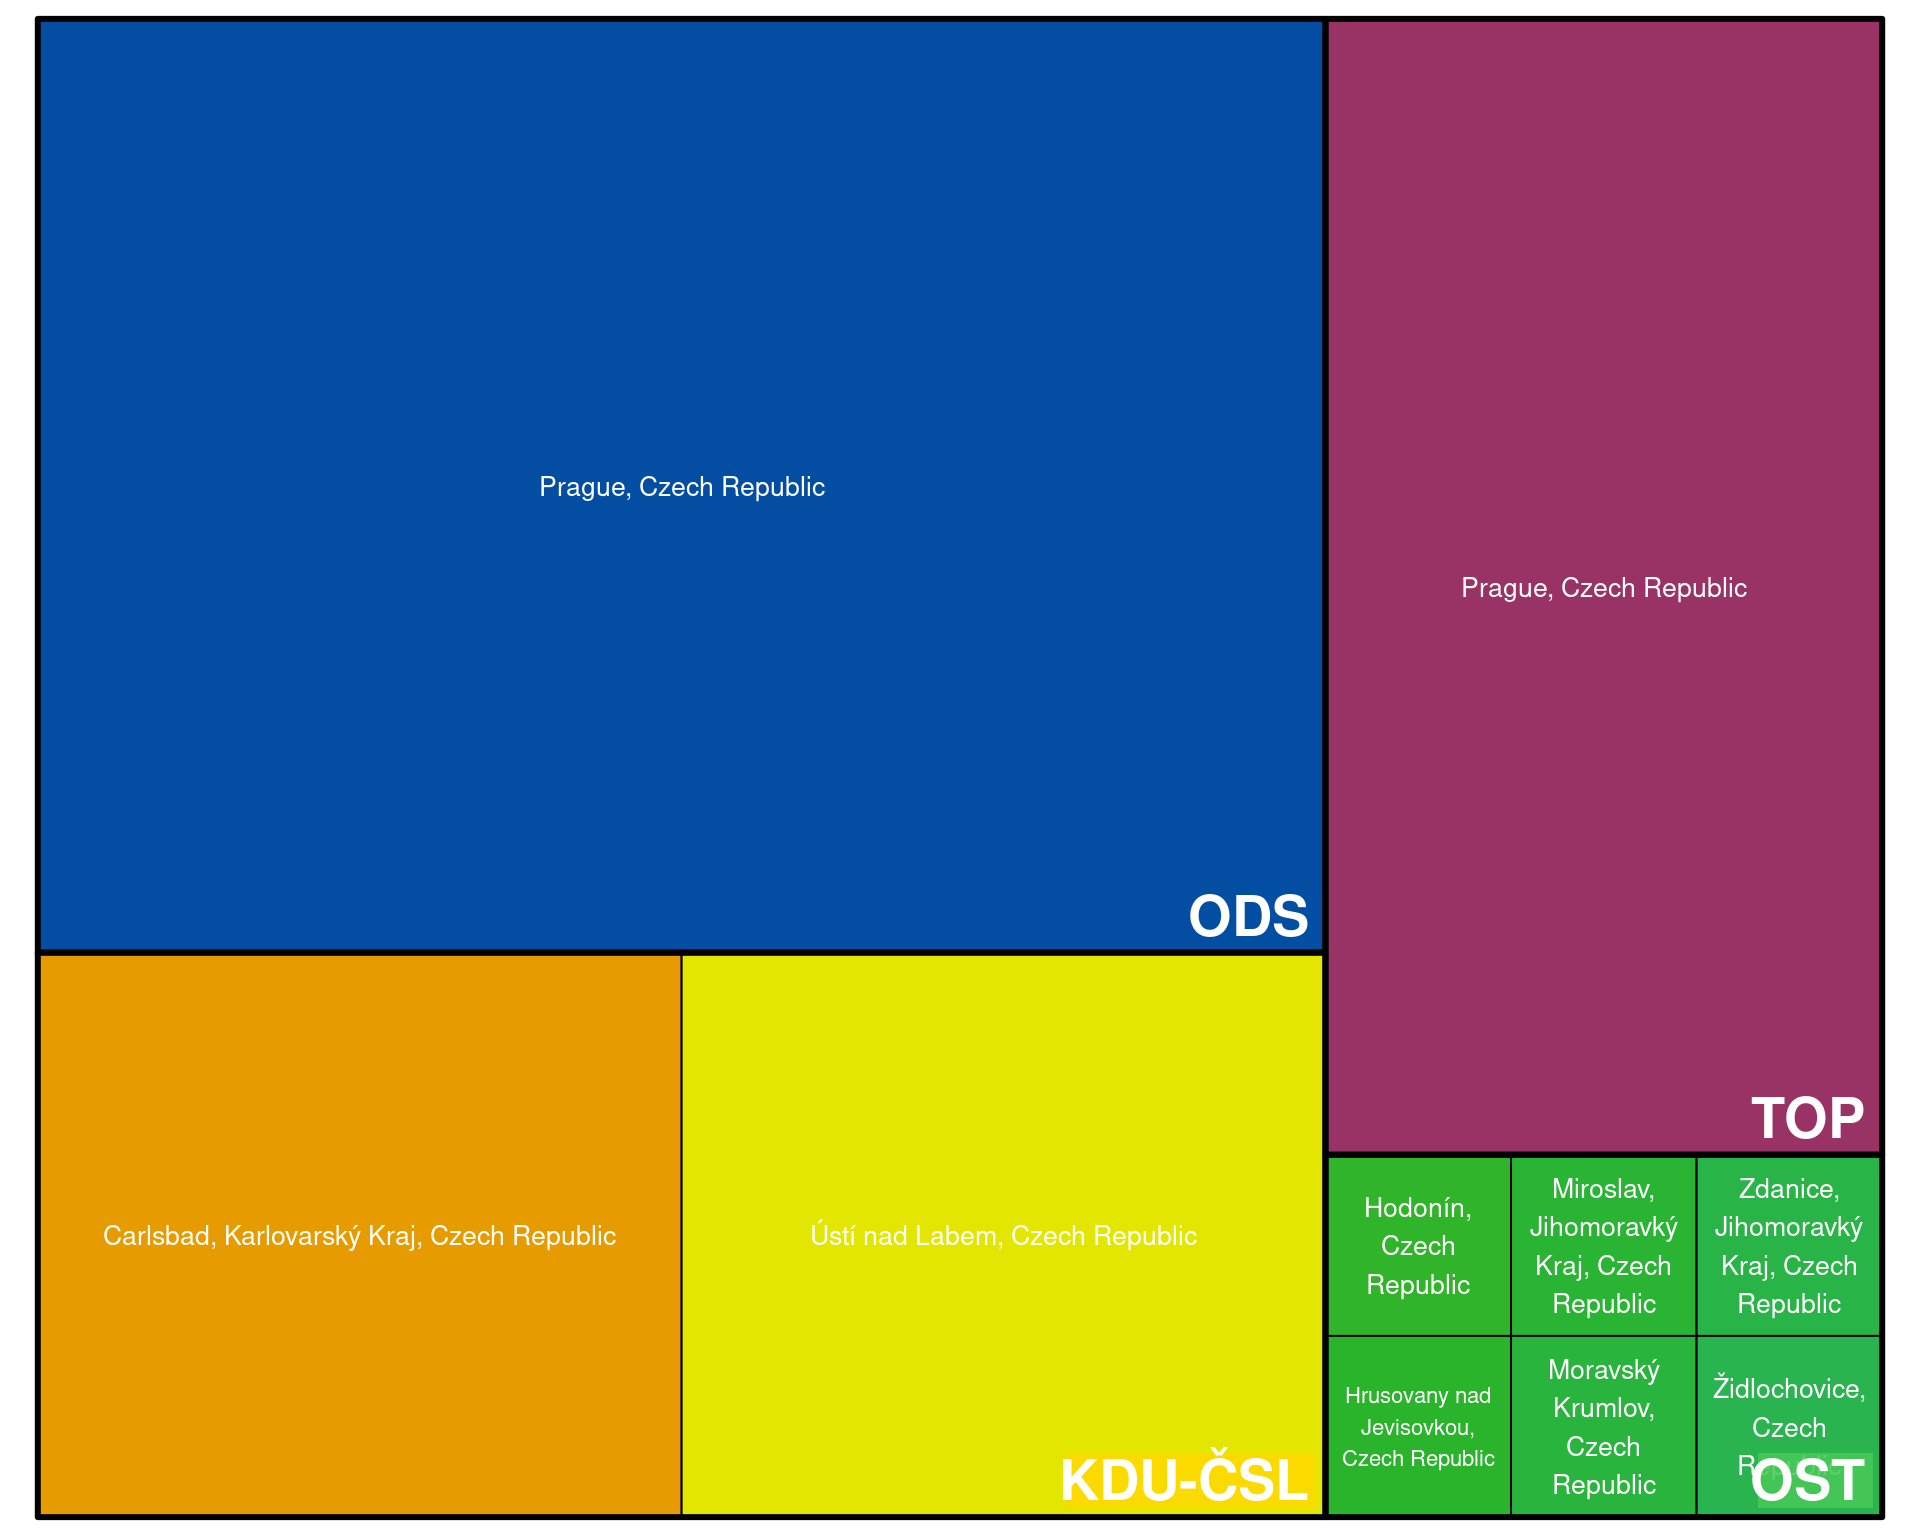 Prague, Czech Republic
ODS
Prague, Czech Republic
TOP
Carlsbad, Karlovarský Kraj, Czech Republic
Ústí nad Labem, Czech Republic
KDU-ČSL
Hodonín,
Czech
Republic
Miroslav,
Jihomoravký
Kraj, Czech
Republic
Zdanice,
Jihomoravký
Kraj, Czech
Republic
Hrusovany nad
Jevisovkou,
Czech Republic
Moravský
Krumlov,
Czech
Republic
Židlochovice,
Czech
Republic
OST